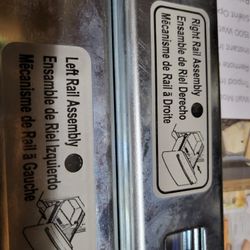 Left Rail Assembly
Ensamble de Riel Izquierdo
Mécanisme de Rail à Gauche
Right Rail Assembly
Ensamble de Riel Derecho
Mécanisme de Rail à Droite